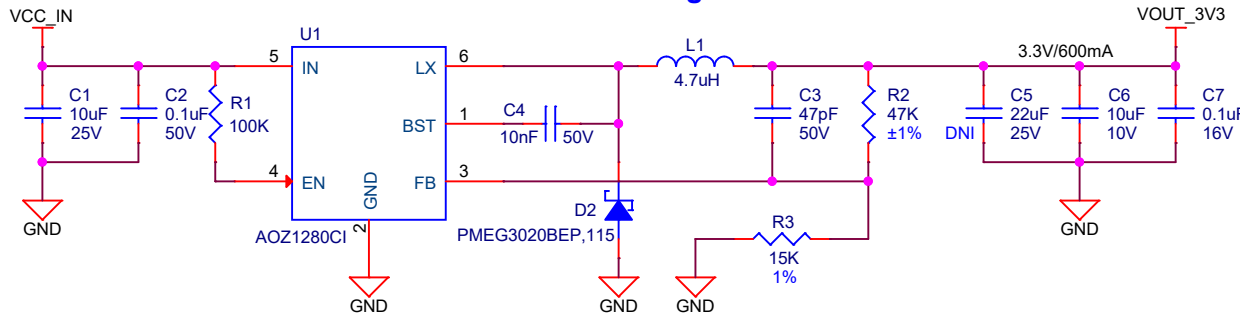 VCC_IN
C1
10uF
25V
C2
0.1uF
50V
R1
100K
GND
U1
5
IN
LX
6
BST
1
4
EN
FB
3
GND
2
AOZ1280CI
GND
C4
10nF
50V
D2
PMEG3020BEP,115
GND
L1
4.7uH
C3
47pF
50V
R2
47K
±1%
R3
15K
1%
GND
3.3V/600mA
VOUT_3V3
C5
22uF
25V
DNI
C6
10uF
10V
C7
0.1uF
16V
GND